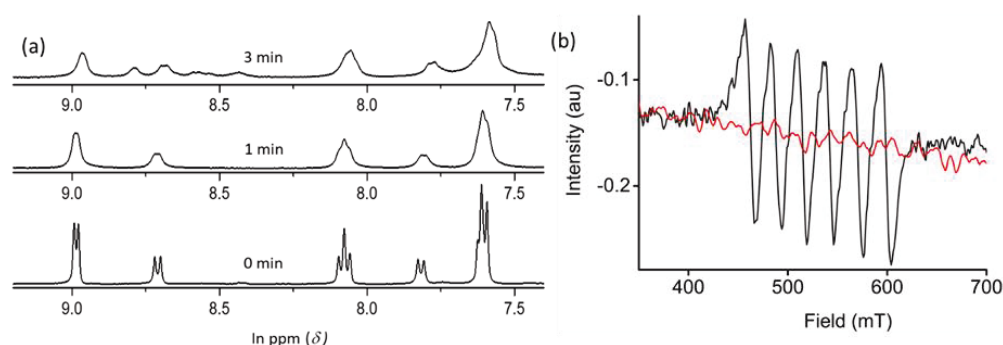 (a)
3 min
9.0 8.5 8.0 7.5
1 min
9.0 8.5 8.0 7.5
0 min
9.0 8.5 8.0 7.5
In ppm (δ)
(b)
Intensity (au)
-0.1
-0.2
400 500 600 700
Field (mT)